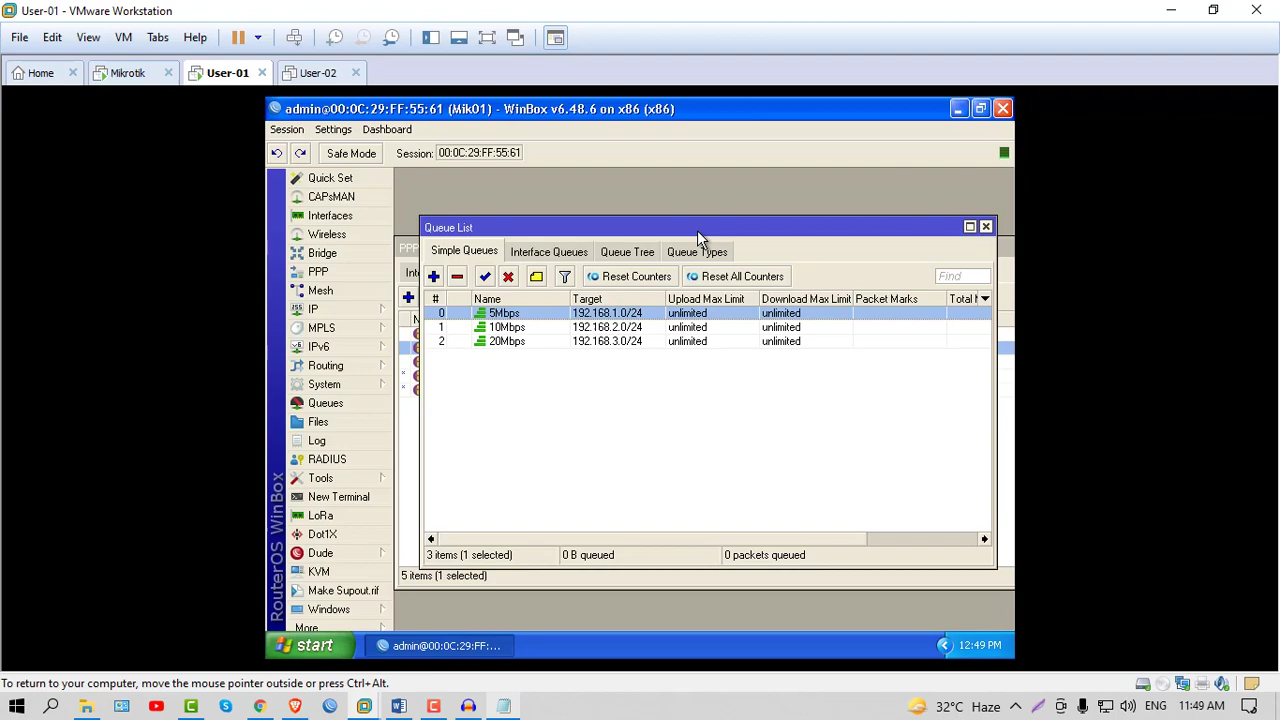 User-01 - VMware Workstation
File Edit View VM Tabs Help
Home Mikrotik User-01 User-02
admin@00:0C:29:FF:55:61 (Mik01) - WinBox v6.48.6 on x86 (x86)
Session Settings Dashboard
Safe Mode Session: 00:0C:29:FF:55:61
Quick Set
CAPsMAN
Interfaces
Wireless
Bridge
PPP
Mesh
IP
MPLS
IPv6
Routing
System
Queues
Files
Log
RADIUS
Tools
New Terminal
LoRa
Dot1X
Dude
KVM
Make Supout.rif
Windows
More
RouterOS WinBox
PPP
Queue List
Simple Queues Interface Queues Queue Tree Queue Types
Reset Counters Reset All Counters Find
# Name Target Upload Max Limit Download Max Limit Packet Marks
0 5Mbps 192.168.1.0/24 unlimited unlimited
1 10Mbps 192.168.2.0/24 unlimited unlimited
2 20Mbps 192.168.3.0/24 unlimited unlimited
3 items (1 selected) 0 B queued 0 packets queued
5 items (1 selected)
start admin@00:0C:29:FF:55:61 (... 12:49 PM
To return to your computer, move the mouse pointer outside or press Ctrl+Alt.
32°C Haze ENG 11:49 AM